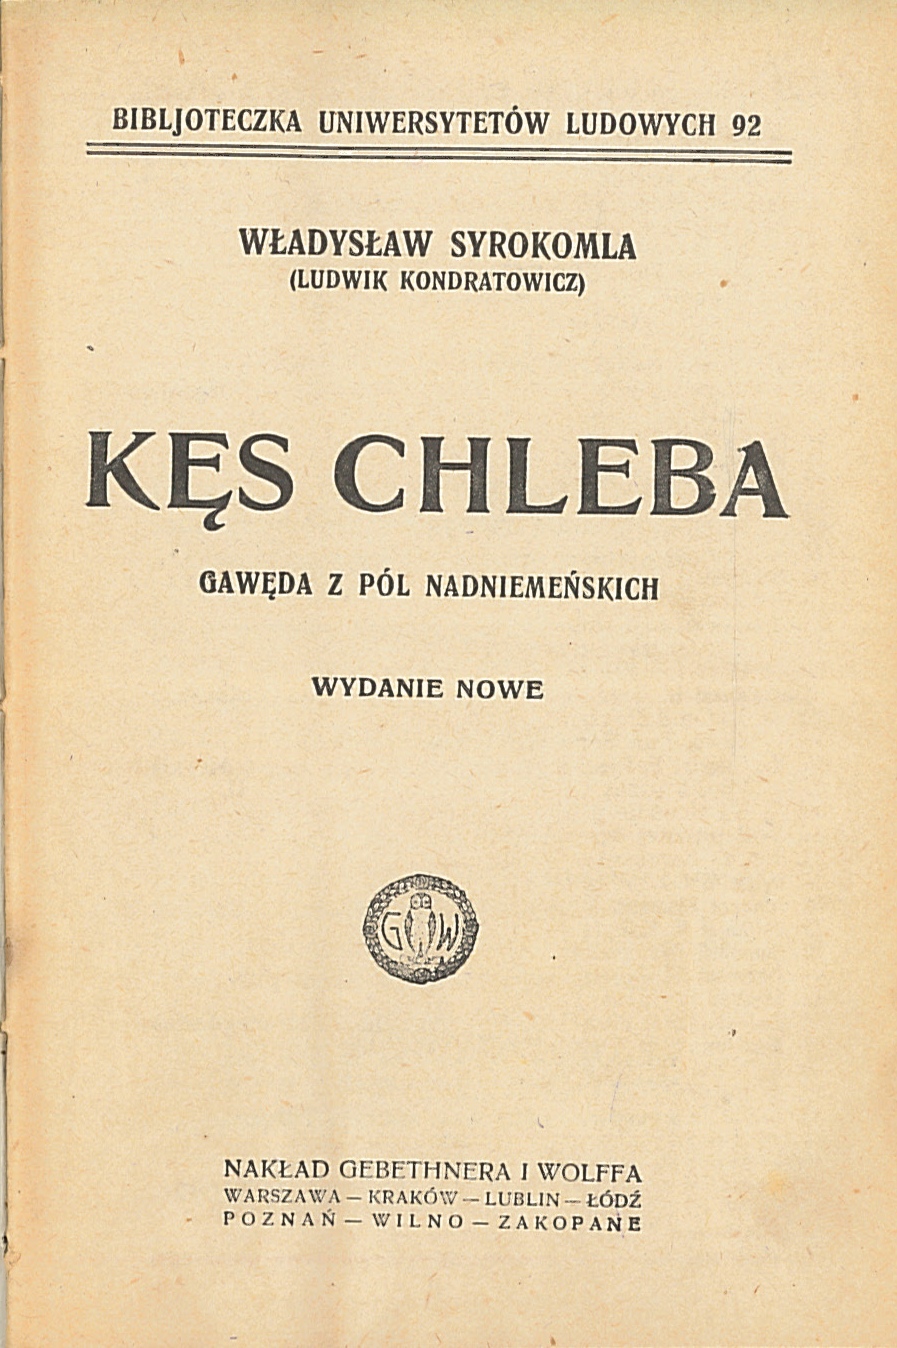 BIBLJOTECZKA UNIWERSYTETÓW LUDOWYCH 92
WŁADYSŁAW SYROKOMLA
(LUDWIK KONDRATOWICZ)
KĘS CHLEBA
GAWĘDA Z PÓL NADNIEMEŃSKICH
WYDANIE NOWE
G W
NAKŁAD GEBETHNERA I WOLFFA
WARSZAWA — KRAKÓW — LUBLIN — ŁÓDŹ
POZNAŃ — WILNO — ZAKOPANE